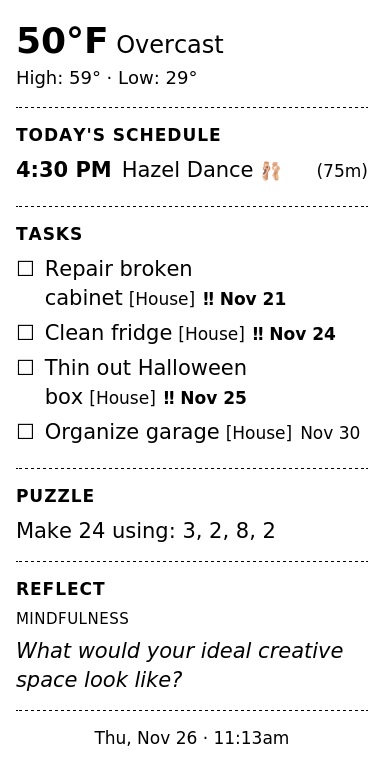 50°F Overcast
High: 59° · Low: 29°
TODAY'S SCHEDULE
4:30 PM Hazel Dance 🩰 (75m)
TASKS
☐ Repair broken
cabinet [House] ‼ Nov 21
☐ Clean fridge [House] ‼ Nov 24
☐ Thin out Halloween
box [House] ‼ Nov 25
☐ Organize garage [House] Nov 30
PUZZLE
Make 24 using: 3, 2, 8, 2
REFLECT
MINDFULNESS
What would your ideal creative
space look like?
Thu, Nov 26 · 11:13am